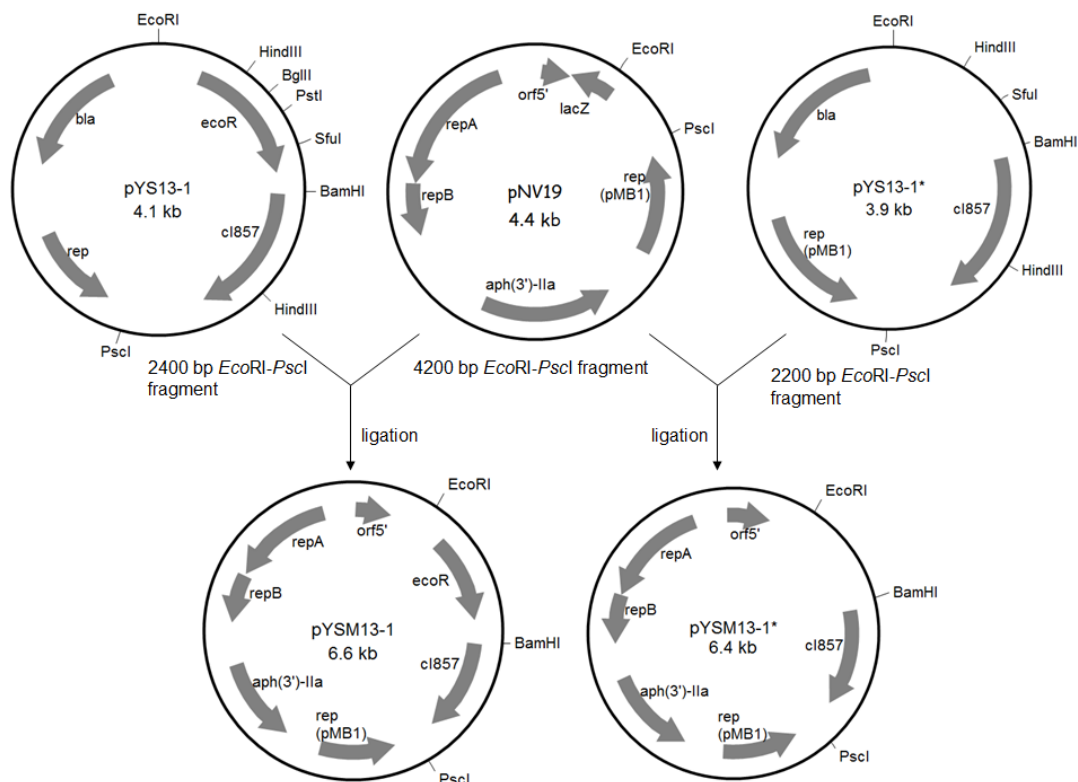 EcoRI
HindIII
BglII
PstI
SfuI
BamHI
HindIII
PscI
bla
ecoR
cI857
rep
pYS13-1
4.1 kb
EcoRI
PscI
orf5'
lacZ
repA
repB
rep
(pMB1)
aph(3')-IIa
pNV19
4.4 kb
EcoRI
HindIII
SfuI
BamHI
HindIII
PscI
bla
cI857
rep
(pMB1)
pYS13-1*
3.9 kb
2400 bp EcoRI-PscI
fragment
4200 bp EcoRI-PscI fragment
2200 bp EcoRI-PscI
fragment
ligation
ligation
EcoRI
BamHI
PscI
orf5'
repA
ecoR
repB
cI857
aph(3')-IIa
rep
(pMB1)
pYSM13-1
6.6 kb
EcoRI
BamHI
PscI
orf5'
repA
repB
cI857
aph(3')-IIa
rep
(pMB1)
pYSM13-1*
6.4 kb